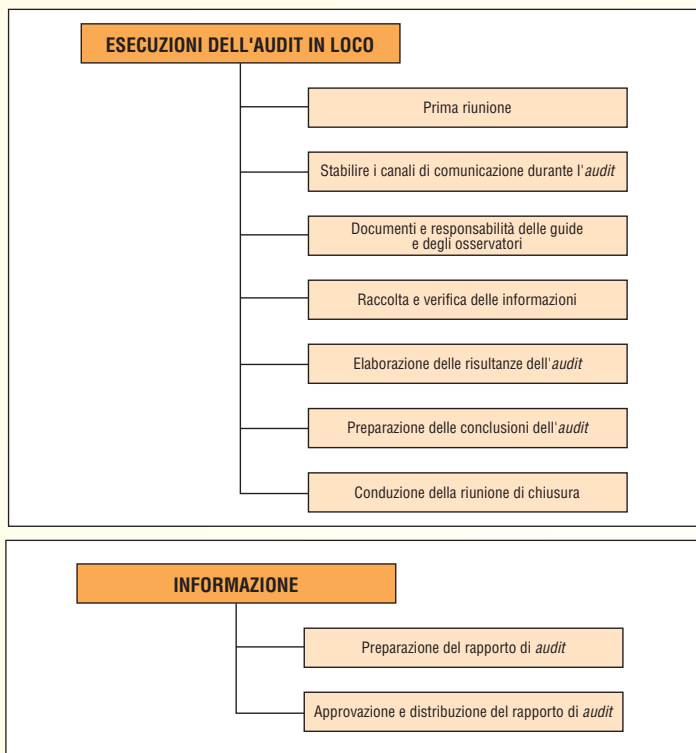 ESECUZIONI DELL'AUDIT IN LOCO
Prima riunione
Stabilire i canali di comunicazione durante l'audit
Documenti e responsabilità delle guide
e degli osservatori
Raccolta e verifica delle informazioni
Elaborazione delle risultanze dell'audit
Preparazione delle conclusioni dell'audit
Conduzione della riunione di chiusura
INFORMAZIONE
Preparazione del rapporto di audit
Approvazione e distribuzione del rapporto di audit